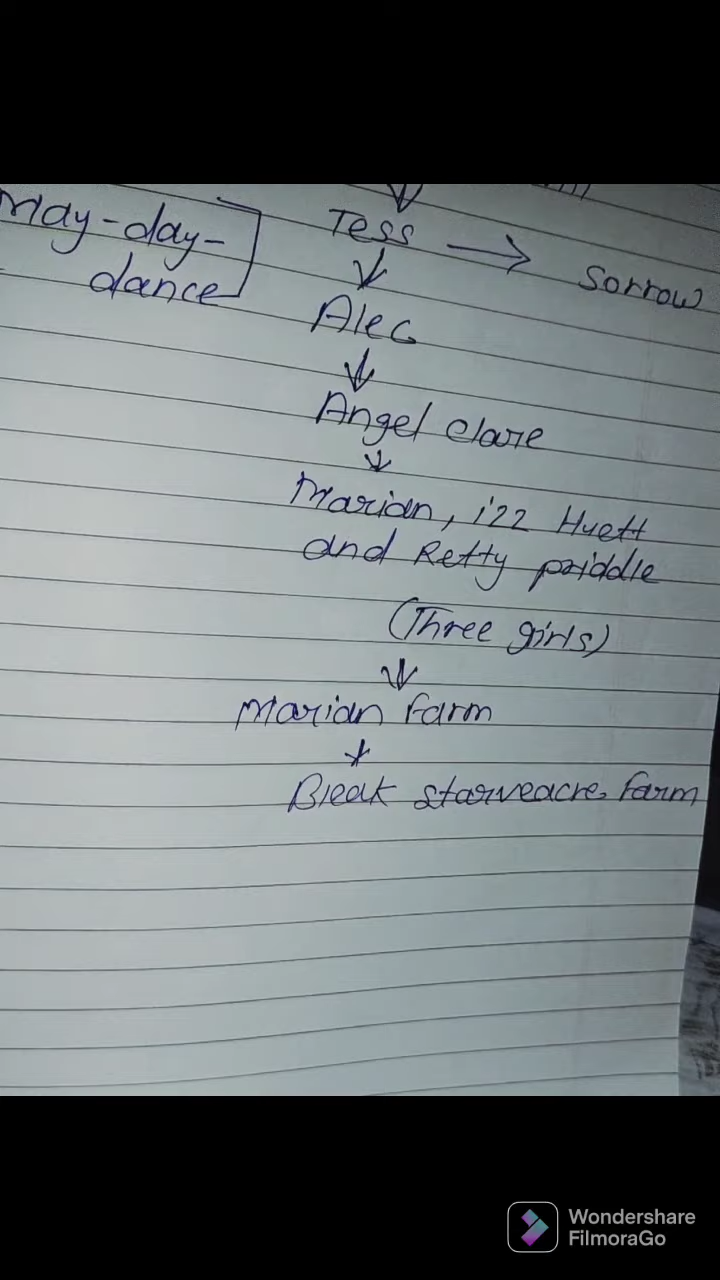 May-day-
dance
Tess → Sorrow
Alec
Angel Clare
Marian, izz Huett
and Retty priddle
(Three girls)
Marian Farm
Bleak starveacre Farm
Wondershare
FilmoraGo